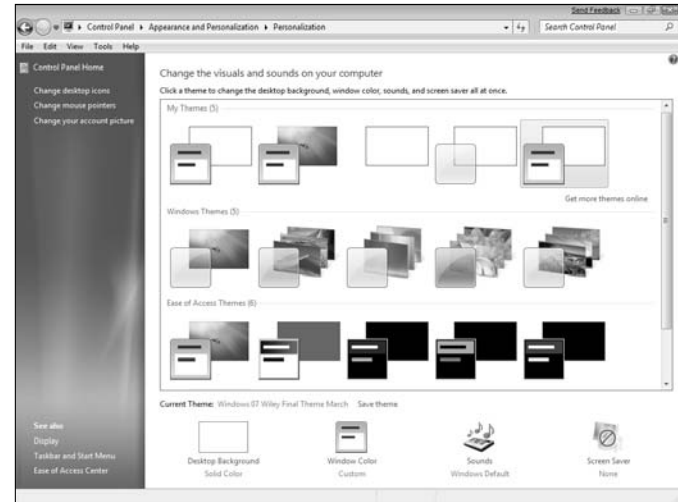 Send Feedback
Control Panel Appearance and Personalization Personalization
Search Control Panel
File Edit View Tools Help
Control Panel Home
Change desktop icons
Change mouse pointers
Change your account picture
See also
Display
Taskbar and Start Menu
Ease of Access Center
Change the visuals and sounds on your computer
Click a theme to change the desktop background, window color, sounds, and screen saver all at once.
My Themes (5)
Get more themes online
Windows Themes (5)
Ease of Access Themes (6)
Current Theme: Windows 07 Wiley Final Theme March Save theme
Desktop Background Window Color Sounds Screen Saver
Solid Color Custom Windows Default None